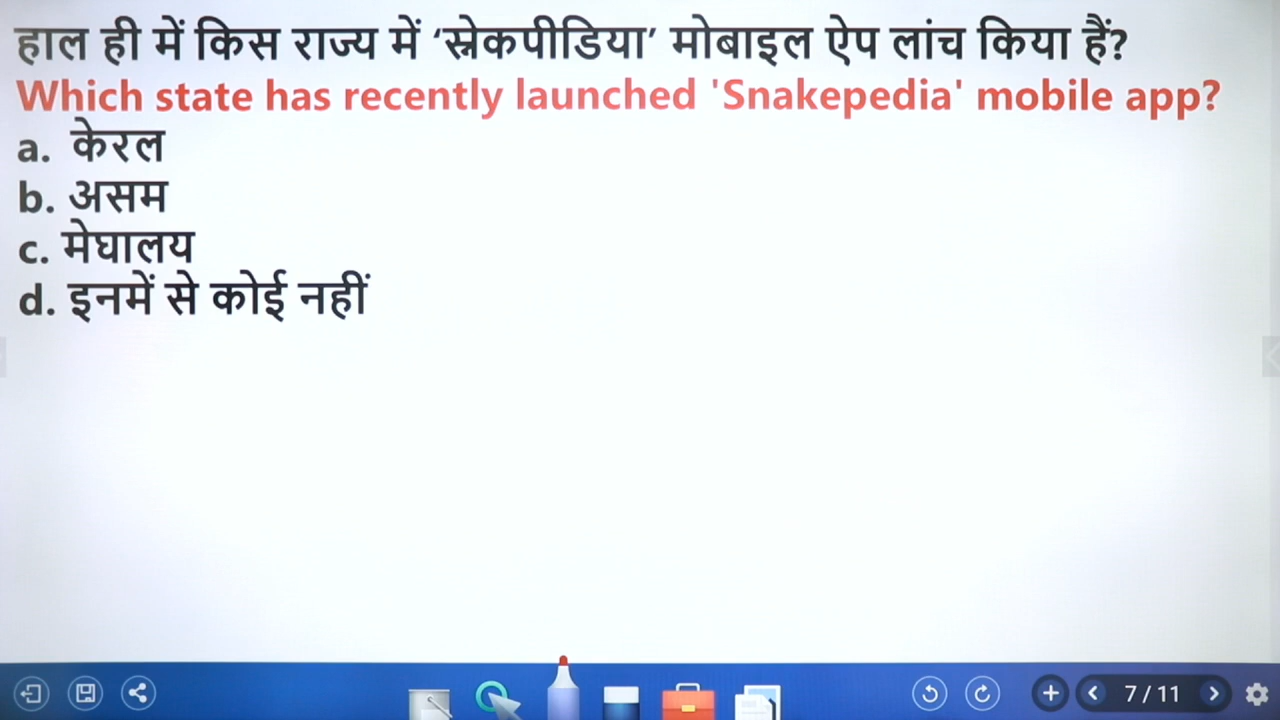 हाल ही में किस राज्य में ‘स्नेकपीडिया’ मोबाइल ऐप लांच किया हैं?
Which state has recently launched 'Snakepedia' mobile app?
a. केरल
b. असम
c. मेघालय
d. इनमें से कोई नहीं
7 / 11